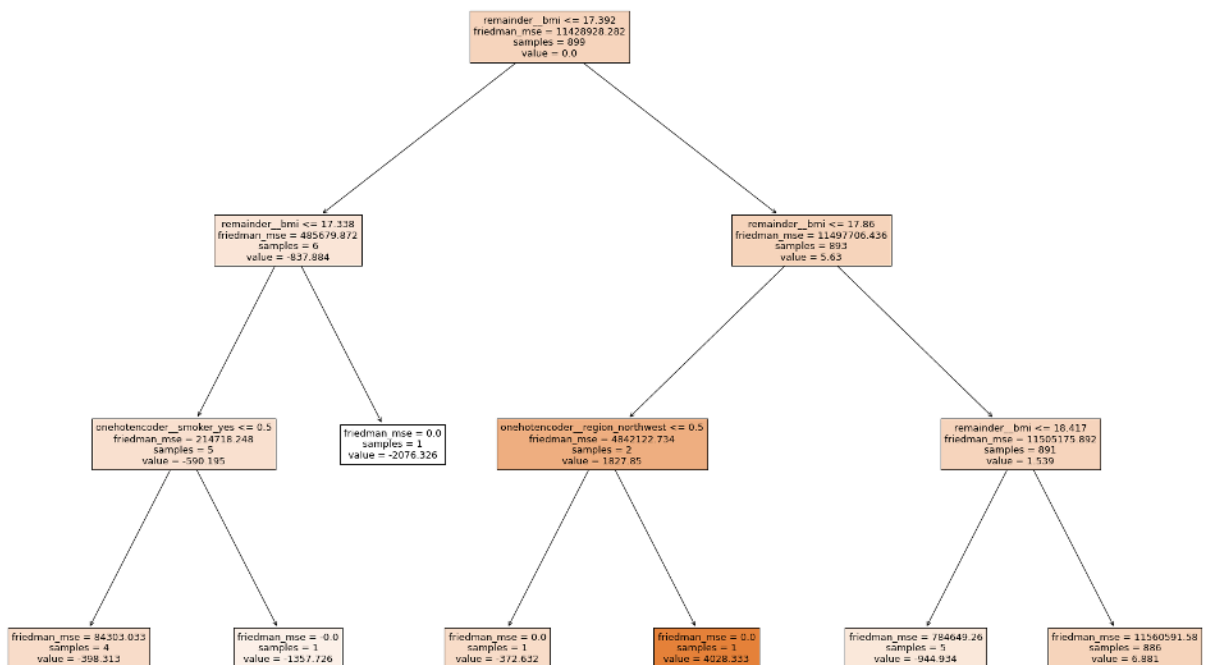 remainder__bmi <= 17.392
friedman_mse = 11428928.282
samples = 899
value = 0.0
remainder__bmi <= 17.338
friedman_mse = 485679.872
samples = 6
value = -837.884
remainder__bmi <= 17.86
friedman_mse = 11497706.436
samples = 893
value = 5.63
onehotencoder__smoker_yes <= 0.5
friedman_mse = 214718.248
samples = 5
value = -590.195
friedman_mse = 0.0
samples = 1
value = -2076.326
onehotencoder__region_northwest <= 0.5
friedman_mse = 4842122.734
samples = 2
value = 1827.85
remainder__bmi <= 18.417
friedman_mse = 11505175.892
samples = 891
value = 1.539
friedman_mse = 84303.033
samples = 4
value = -398.313
friedman_mse = -0.0
samples = 1
value = -1357.726
friedman_mse = 0.0
samples = 1
value = -372.632
friedman_mse = 0.0
samples = 1
value = 4028.333
friedman_mse = 784649.26
samples = 5
value = -944.934
friedman_mse = 11560591.58
samples = 886
value = 6.881